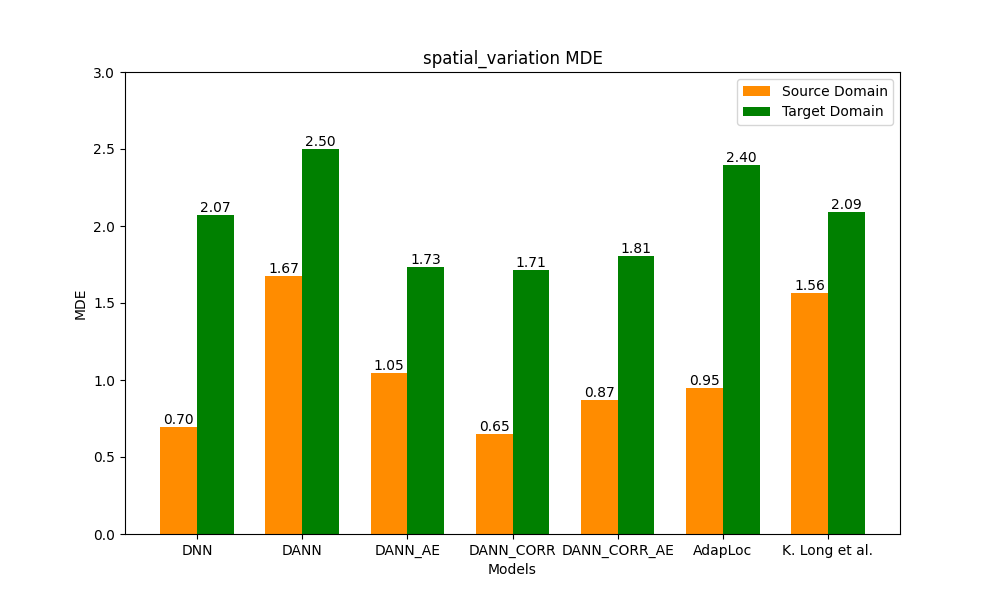 spatial_variation MDE
Source Domain
Target Domain
MDE
3.0
2.5
2.0
1.5
1.0
0.5
0.0
0.70
2.07
1.67
2.50
1.05
1.73
0.65
1.71
0.87
1.81
0.95
2.40
1.56
2.09
DNN
DANN
DANN_AE
DANN_CORR
DANN_CORR_AE
AdapLoc
K. Long et al.
Models